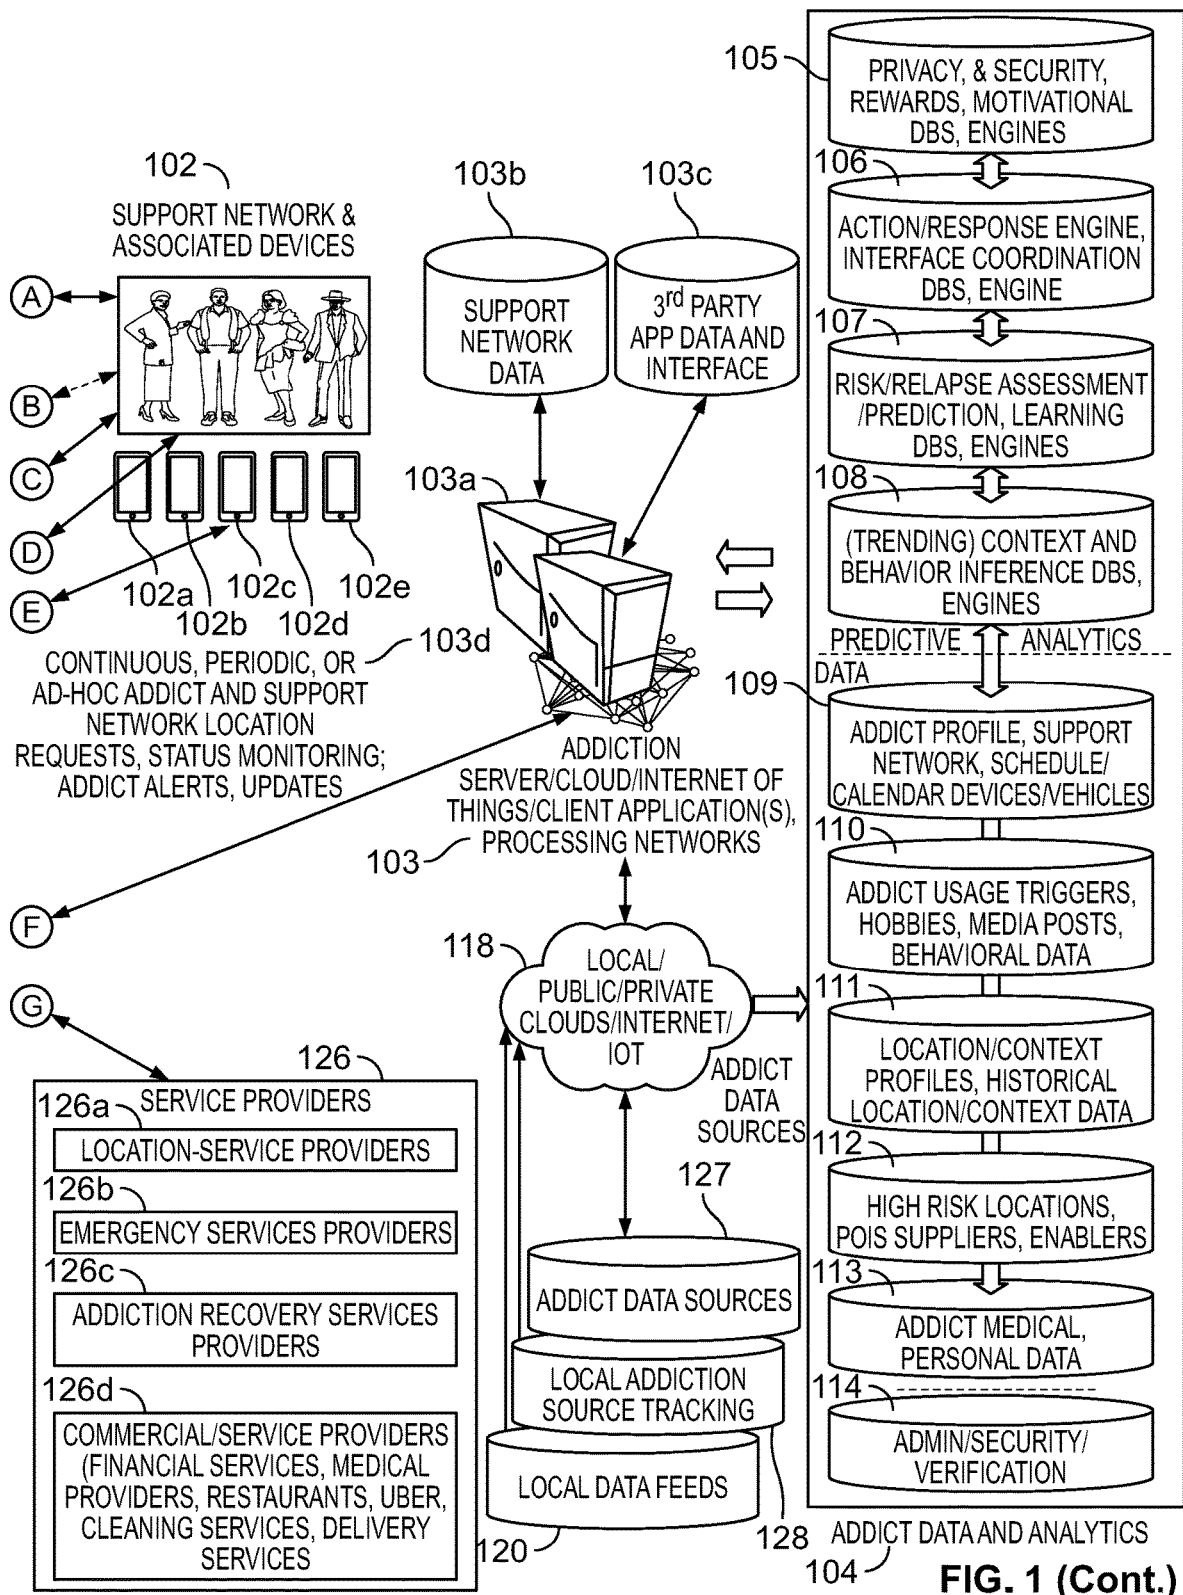 102
SUPPORT NETWORK &
ASSOCIATED DEVICES
A
B
C
D
E
102a
102b
102c
102d
102e
CONTINUOUS, PERIODIC, OR
AD-HOC ADDICT AND SUPPORT
NETWORK LOCATION
REQUESTS, STATUS MONITORING;
ADDICT ALERTS, UPDATES
103d
F
G
126
SERVICE PROVIDERS
126a
LOCATION-SERVICE PROVIDERS
126b
EMERGENCY SERVICES PROVIDERS
126c
ADDICTION RECOVERY SERVICES
PROVIDERS
126d
COMMERCIAL/SERVICE PROVIDERS
(FINANCIAL SERVICES, MEDICAL
PROVIDERS, RESTAURANTS, UBER,
CLEANING SERVICES, DELIVERY
SERVICES
103b
SUPPORT
NETWORK
DATA
103c
3rd PARTY
APP DATA AND
INTERFACE
103a
ADDICTION
SERVER/CLOUD/INTERNET OF
THINGS/CLIENT APPLICATION(S),
PROCESSING NETWORKS
103
118
LOCAL/
PUBLIC/PRIVATE
CLOUDS/INTERNET/
IOT
ADDICT
DATA
SOURCES
127
ADDICT DATA SOURCES
LOCAL ADDICTION
SOURCE TRACKING
128
LOCAL DATA FEEDS
120
105
PRIVACY, & SECURITY,
REWARDS, MOTIVATIONAL
DBS, ENGINES
106
ACTION/RESPONSE ENGINE,
INTERFACE COORDINATION
DBS, ENGINE
107
RISK/RELAPSE ASSESSMENT
/PREDICTION, LEARNING
DBS, ENGINES
108
(TRENDING) CONTEXT AND
BEHAVIOR INFERENCE DBS,
ENGINES
PREDICTIVE ANALYTICS
DATA
109
ADDICT PROFILE, SUPPORT
NETWORK, SCHEDULE/
CALENDAR DEVICES/VEHICLES
110
ADDICT USAGE TRIGGERS,
HOBBIES, MEDIA POSTS,
BEHAVIORAL DATA
111
LOCATION/CONTEXT
PROFILES, HISTORICAL
LOCATION/CONTEXT DATA
112
HIGH RISK LOCATIONS,
POIS SUPPLIERS, ENABLERS
113
ADDICT MEDICAL,
PERSONAL DATA
114
ADMIN/SECURITY/
VERIFICATION
ADDICT DATA AND ANALYTICS
104
FIG. 1 (Cont.)